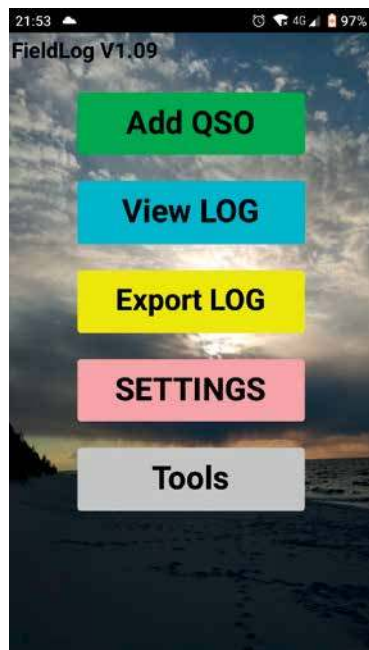 21:53 4G 97%
FieldLog V1.09
Add QSO
View LOG
Export LOG
SETTINGS
Tools